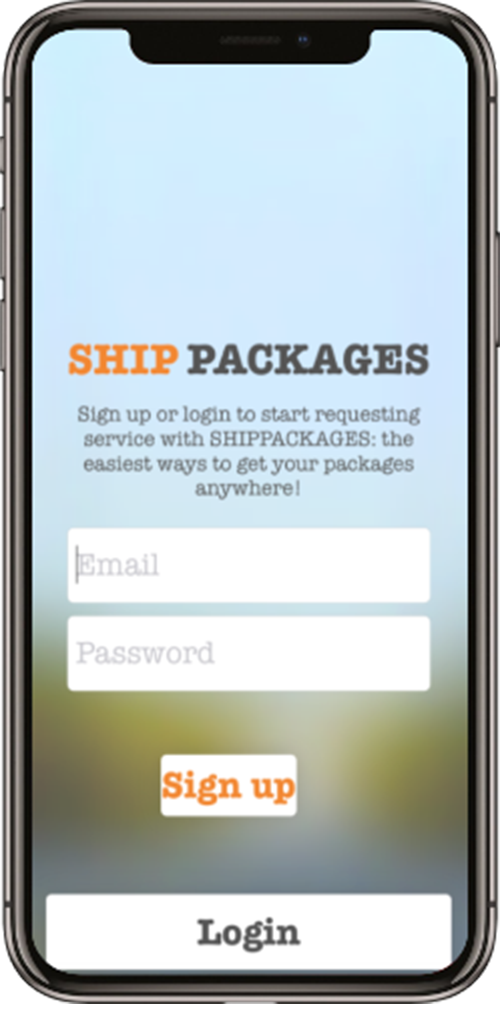 SHIP PACKAGES
Sign up or login to start requesting
service with SHIPPACKAGES: the
easiest ways to get your packages
anywhere!
Email
Password
Sign up
Login